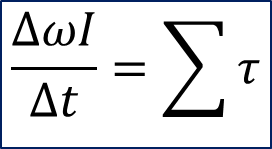 ΔωI/Δt = ∑ τ